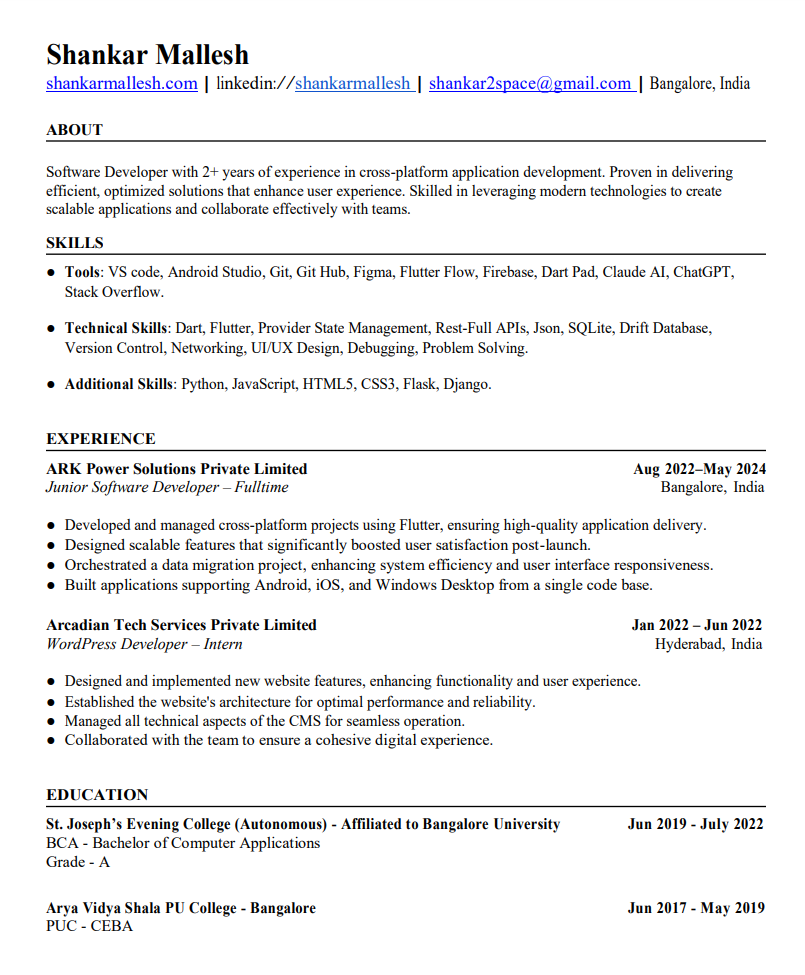 Shankar Mallesh
shankarmallesh.com | linkedin://shankarmallesh | shankar2space@gmail.com | Bangalore, India
ABOUT
Software Developer with 2+ years of experience in cross-platform application development. Proven in delivering
efficient, optimized solutions that enhance user experience. Skilled in leveraging modern technologies to create
scalable applications and collaborate effectively with teams.
SKILLS
● Tools: VS code, Android Studio, Git, Git Hub, Figma, Flutter Flow, Firebase, Dart Pad, Claude AI, ChatGPT,
Stack Overflow.
● Technical Skills: Dart, Flutter, Provider State Management, Rest-Full APIs, Json, SQLite, Drift Database,
Version Control, Networking, UI/UX Design, Debugging, Problem Solving.
● Additional Skills: Python, JavaScript, HTML5, CSS3, Flask, Django.
EXPERIENCE
ARK Power Solutions Private Limited Aug 2022–May 2024
Junior Software Developer – Fulltime Bangalore, India
● Developed and managed cross-platform projects using Flutter, ensuring high-quality application delivery.
● Designed scalable features that significantly boosted user satisfaction post-launch.
● Orchestrated a data migration project, enhancing system efficiency and user interface responsiveness.
● Built applications supporting Android, iOS, and Windows Desktop from a single code base.
Arcadian Tech Services Private Limited Jan 2022 – Jun 2022
WordPress Developer – Intern Hyderabad, India
● Designed and implemented new website features, enhancing functionality and user experience.
● Established the website's architecture for optimal performance and reliability.
● Managed all technical aspects of the CMS for seamless operation.
● Collaborated with the team to ensure a cohesive digital experience.
EDUCATION
St. Joseph’s Evening College (Autonomous) - Affiliated to Bangalore University Jun 2019 - July 2022
BCA - Bachelor of Computer Applications
Grade - A
Arya Vidya Shala PU College - Bangalore Jun 2017 - May 2019
PUC - CEBA